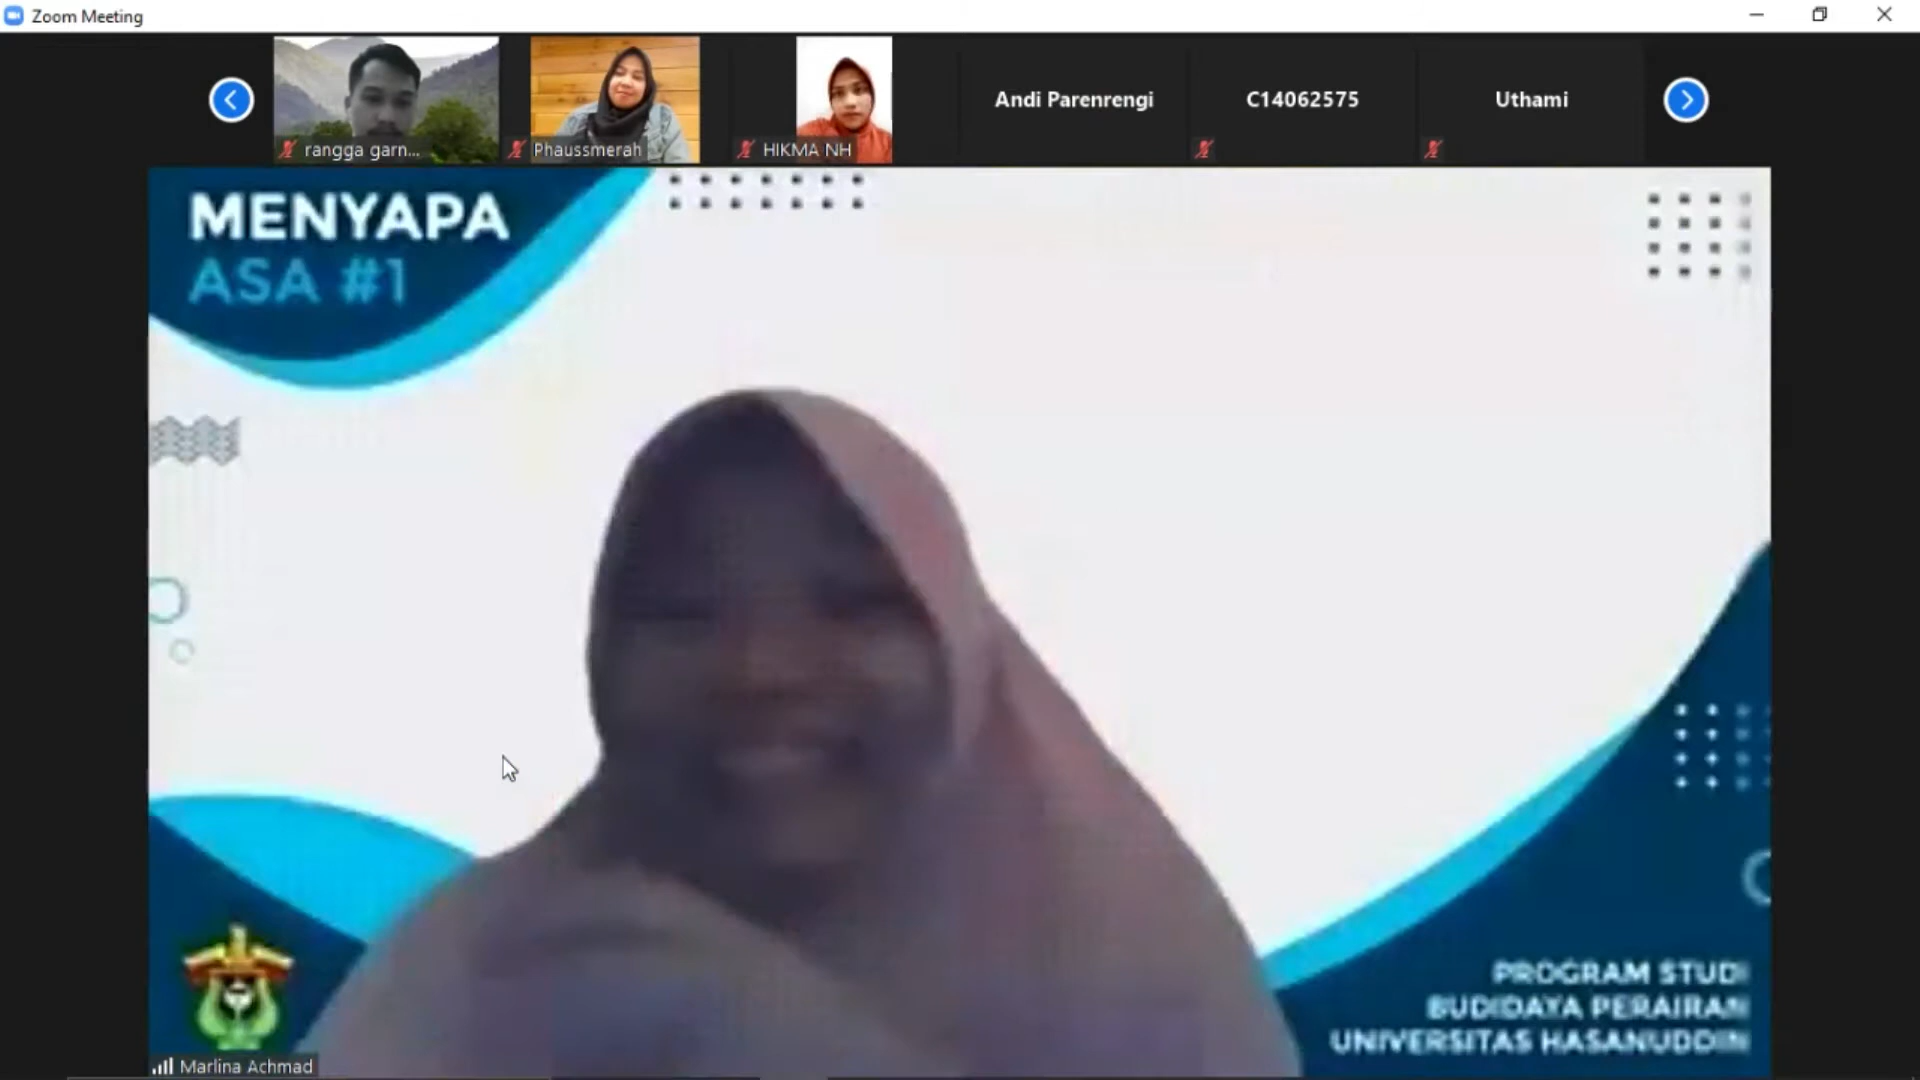 Zoom Meeting
rangga garn...
Phaussmerah
HIKMA NH
Andi Parenrengi
C14062575
Uthami
MENYAPA
ASA #1
PROGRAM STUDI
BUDIDAYA PERAIRAN
UNIVERSITAS HASANUDDIN
Marlina Achmad